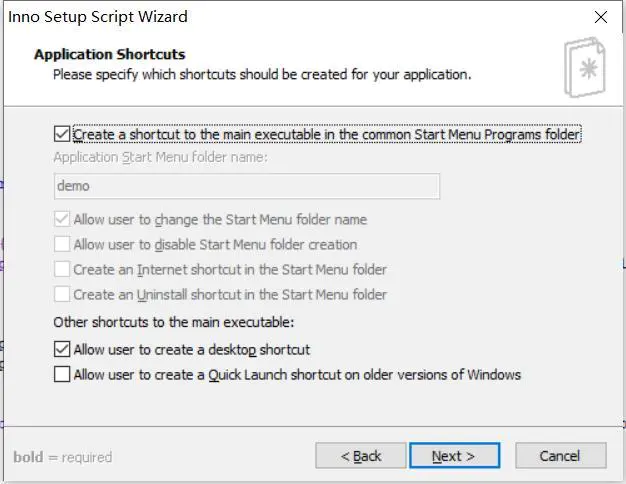 Inno Setup Script Wizard
Application Shortcuts
Please specify which shortcuts should be created for your application.
Create a shortcut to the main executable in the common Start Menu Programs folder
Application Start Menu folder name:
demo
Allow user to change the Start Menu folder name
Allow user to disable Start Menu folder creation
Create an Internet shortcut in the Start Menu folder
Create an Uninstall shortcut in the Start Menu folder
Other shortcuts to the main executable:
Allow user to create a desktop shortcut
Allow user to create a Quick Launch shortcut on older versions of Windows
bold = required
< Back
Next >
Cancel